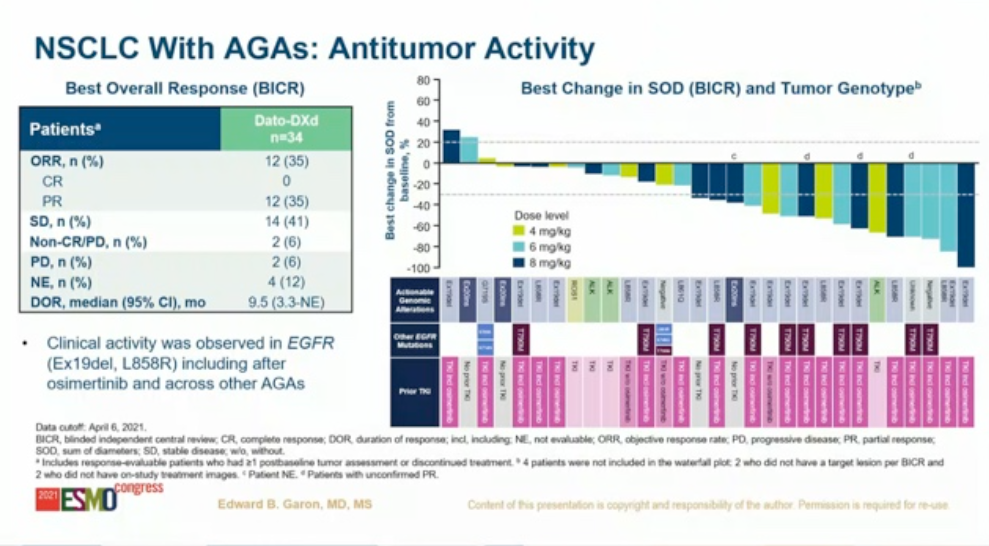 NSCLC With AGAs: Antitumor Activity
Best Overall Response (BICR)
Patientsᵃ
Dato-DXd
n=34
ORR, n (%) 12 (35)
CR 0
PR 12 (35)
SD, n (%) 14 (41)
Non-CR/PD, n (%) 2 (6)
PD, n (%) 2 (6)
NE, n (%) 4 (12)
DOR, median (95% CI), mo 9.5 (3.3-NE)
• Clinical activity was observed in EGFR
(Ex19del, L858R) including after
osimertinib and across other AGAs
Best Change in SOD (BICR) and Tumor Genotypeᵇ
Best change in SOD from
baseline, %
80
60
40
20
0
-20
-40
-60
-80
-100
c d d d
Dose level
4 mg/kg
6 mg/kg
8 mg/kg
Actionable
Genomic
Alterations
Other EGFR
Mutations
Prior TKI
Data cutoff: April 6, 2021.
BICR, blinded independent central review; CR, complete response; DOR, duration of response; incl, including; NE, not evaluable; ORR, objective response rate; PD, progressive disease; PR, partial response;
SOD, sum of diameters; SD, stable disease; w/o, without.
ᵃ Includes response-evaluable patients who had ≥1 postbaseline tumor assessment or discontinued treatment. ᵇ 4 patients were not included in the waterfall plot; 2 who did not have a target lesion per BICR and
2 who did not have on-study treatment images. ᶜ Patient NE. ᵈ Patients with unconfirmed PR.
2021 ESMO congress
Edward B. Garon, MD, MS
Content of this presentation is copyright and responsibility of the author. Permission is required for re-use.